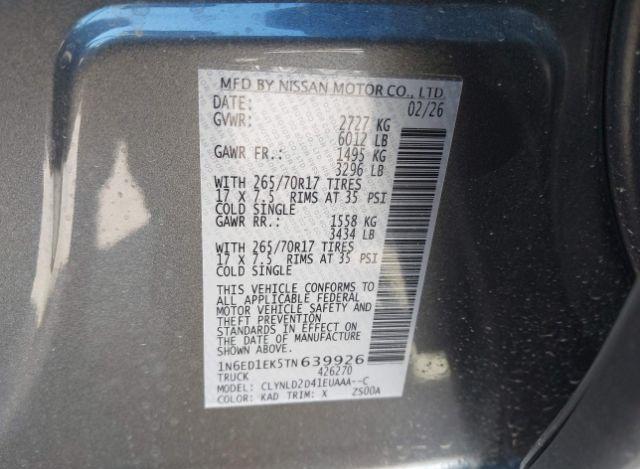 MFD BY NISSAN MOTOR CO., LTD.
DATE: 02/26
GVWR: 2727 KG
6012 LB
GAWR FR.: 1495 KG
3296 LB
WITH 265/70R17 TIRES
17 X 7.5 RIMS AT 35 PSI
COLD SINGLE
GAWR RR.: 1558 KG
3434 LB
WITH 265/70R17 TIRES
17 X 7.5 RIMS AT 35 PSI
COLD SINGLE
THIS VEHICLE CONFORMS TO
ALL APPLICABLE FEDERAL
MOTOR VEHICLE SAFETY AND
THEFT PREVENTION
STANDARDS IN EFFECT ON
THE DATE OF MANUFACTURE
SHOWN ABOVE.
1N6ED1EK5TN639926
TRUCK 426270
MODEL: CLYNLD2D41EUAAA--C
COLOR: KAD TRIM: X ZS00A